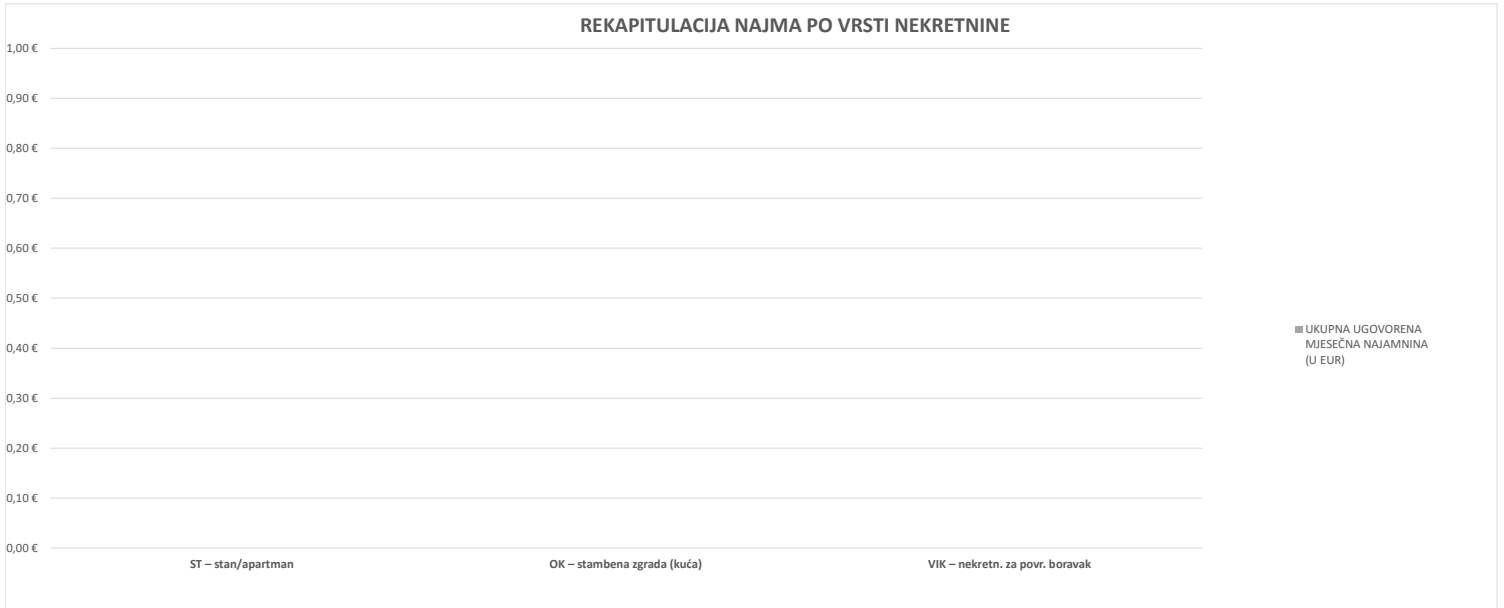 REKAPITULACIJA NAJMA PO VRSTI NEKRETNINE
1,00 €
0,90 €
0,80 €
0,70 €
0,60 €
0,50 €
0,40 €
0,30 €
0,20 €
0,10 €
0,00 €
ST – stan/apartman
OK – stambena zgrada (kuća)
VIK – nekretn. za povr. boravak
UKUPNA UGOVORENA
MJESEČNA NAJAMNINA
(U EUR)